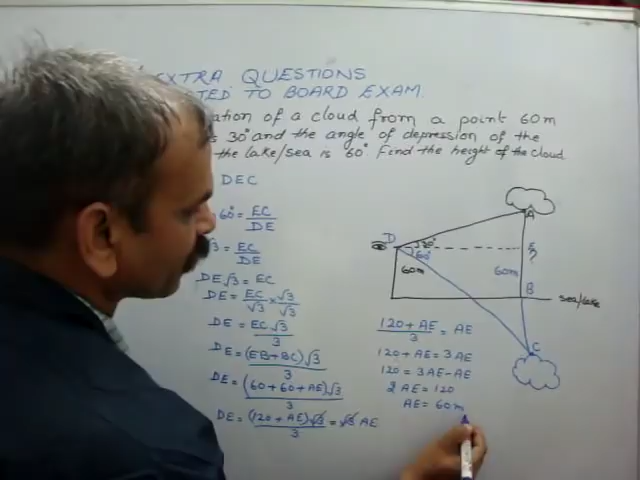 EXTRA QUESTIONS
TED TO BOARD EXAM
ation of a cloud from a point 60m
s 30° and the angle of depression of the
the lake/sea is 60° Find the height of the cloud
DEC
60° = EC/DE
√3 = EC/DE
DE√3 = EC
DE = EC/√3 × √3/√3
DE = EC√3/3
DE = (EB+BC)√3/3
DE = (60+60+AE)√3/3
DE = (120+AE)√3/3 = √3 AE
A
D
30°
60°
E
?
60m
60m
B
sea/lake
C
120+AE/3 = AE
120+AE = 3AE
120 = 3AE-AE
2AE = 120
AE = 60m